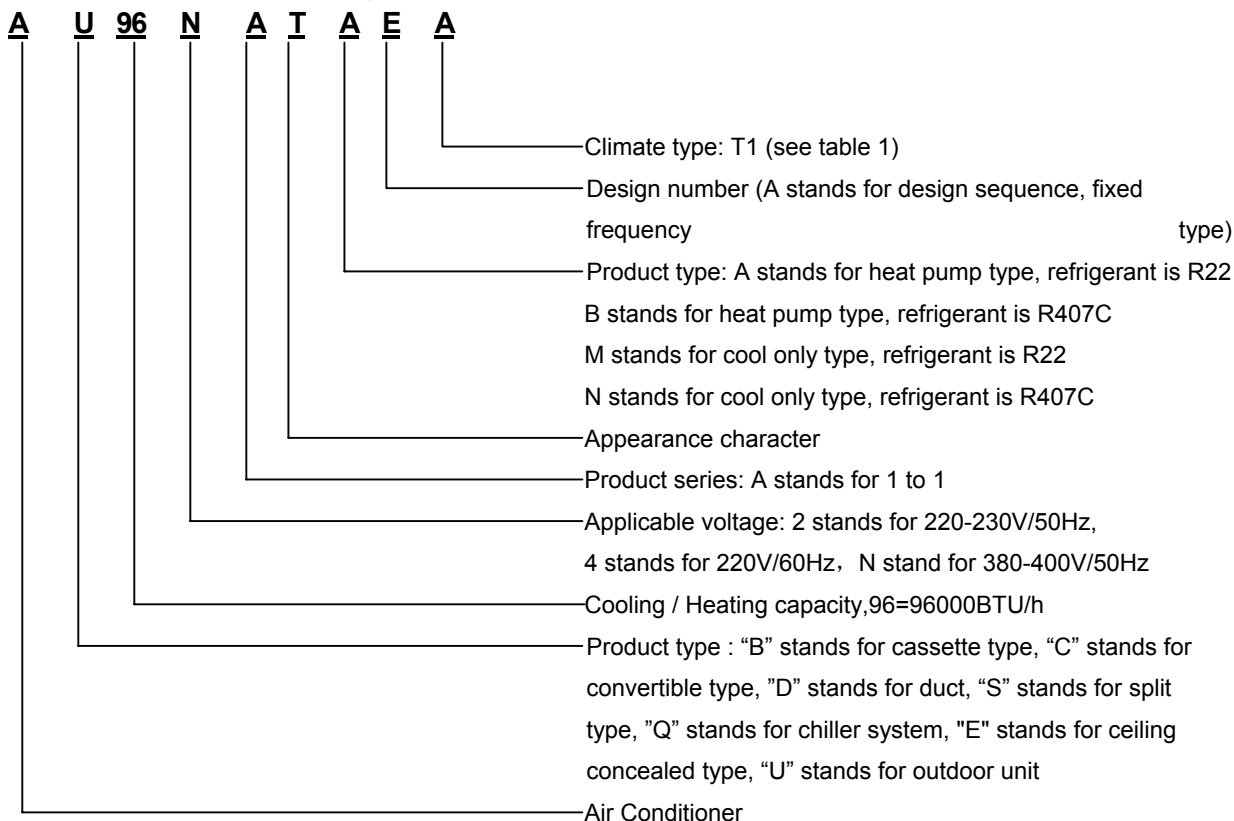 A U 96 N A T A E A
Climate type: T1 (see table 1)
Design number (A stands for design sequence, fixed
frequency type)
Product type: A stands for heat pump type, refrigerant is R22
B stands for heat pump type, refrigerant is R407C
M stands for cool only type, refrigerant is R22
N stands for cool only type, refrigerant is R407C
Appearance character
Product series: A stands for 1 to 1
Applicable voltage: 2 stands for 220-230V/50Hz,
4 stands for 220V/60Hz，N stand for 380-400V/50Hz
Cooling / Heating capacity,96=96000BTU/h
Product type : “B” stands for cassette type, “C” stands for
convertible type, ”D” stands for duct, “S” stands for split
type, ”Q” stands for chiller system, "E" stands for ceiling
concealed type, “U” stands for outdoor unit
Air Conditioner